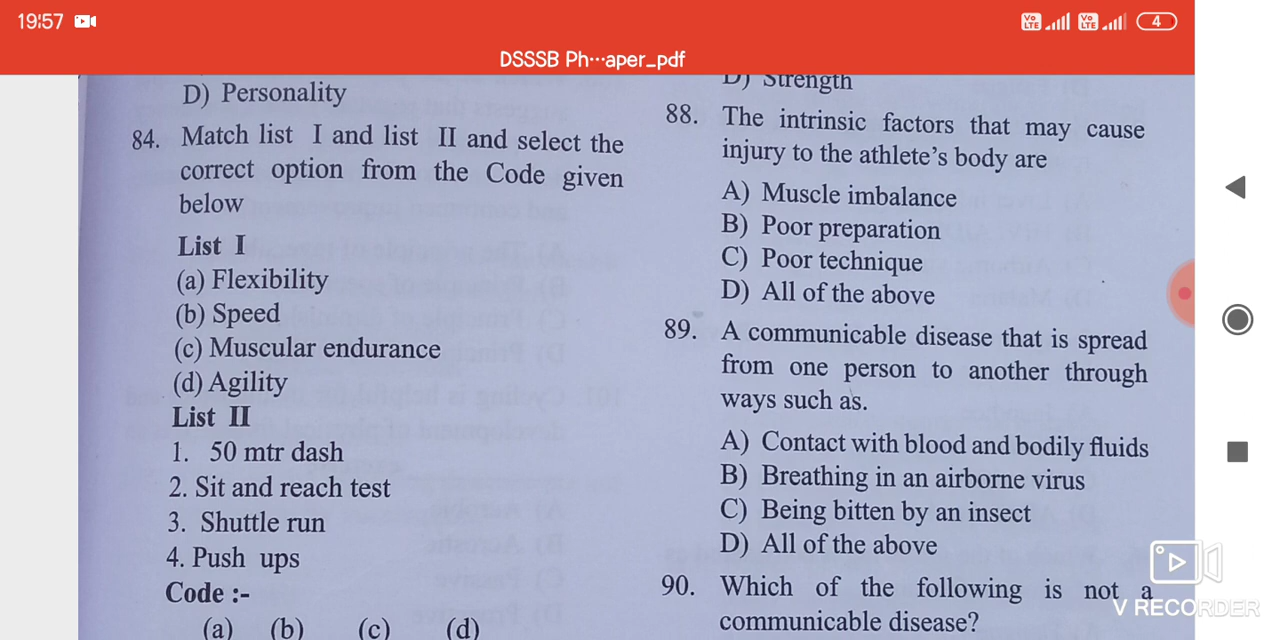 19:57
Vo LTE Vo LTE 4
DSSSB Ph···aper_pdf
D) Personality
84. Match list I and list II and select the
correct option from the Code given
below
List I
(a) Flexibility
(b) Speed
(c) Muscular endurance
(d) Agility
List II
1. 50 mtr dash
2. Sit and reach test
3. Shuttle run
4. Push ups
Code :-
(a) (b) (c) (d)
D) Strength
88. The intrinsic factors that may cause
injury to the athlete's body are
A) Muscle imbalance
B) Poor preparation
C) Poor technique
D) All of the above
89. A communicable disease that is spread
from one person to another through
ways such as.
A) Contact with blood and bodily fluids
B) Breathing in an airborne virus
C) Being bitten by an insect
D) All of the above
90. Which of the following is not a
communicable disease?
V RECORDER